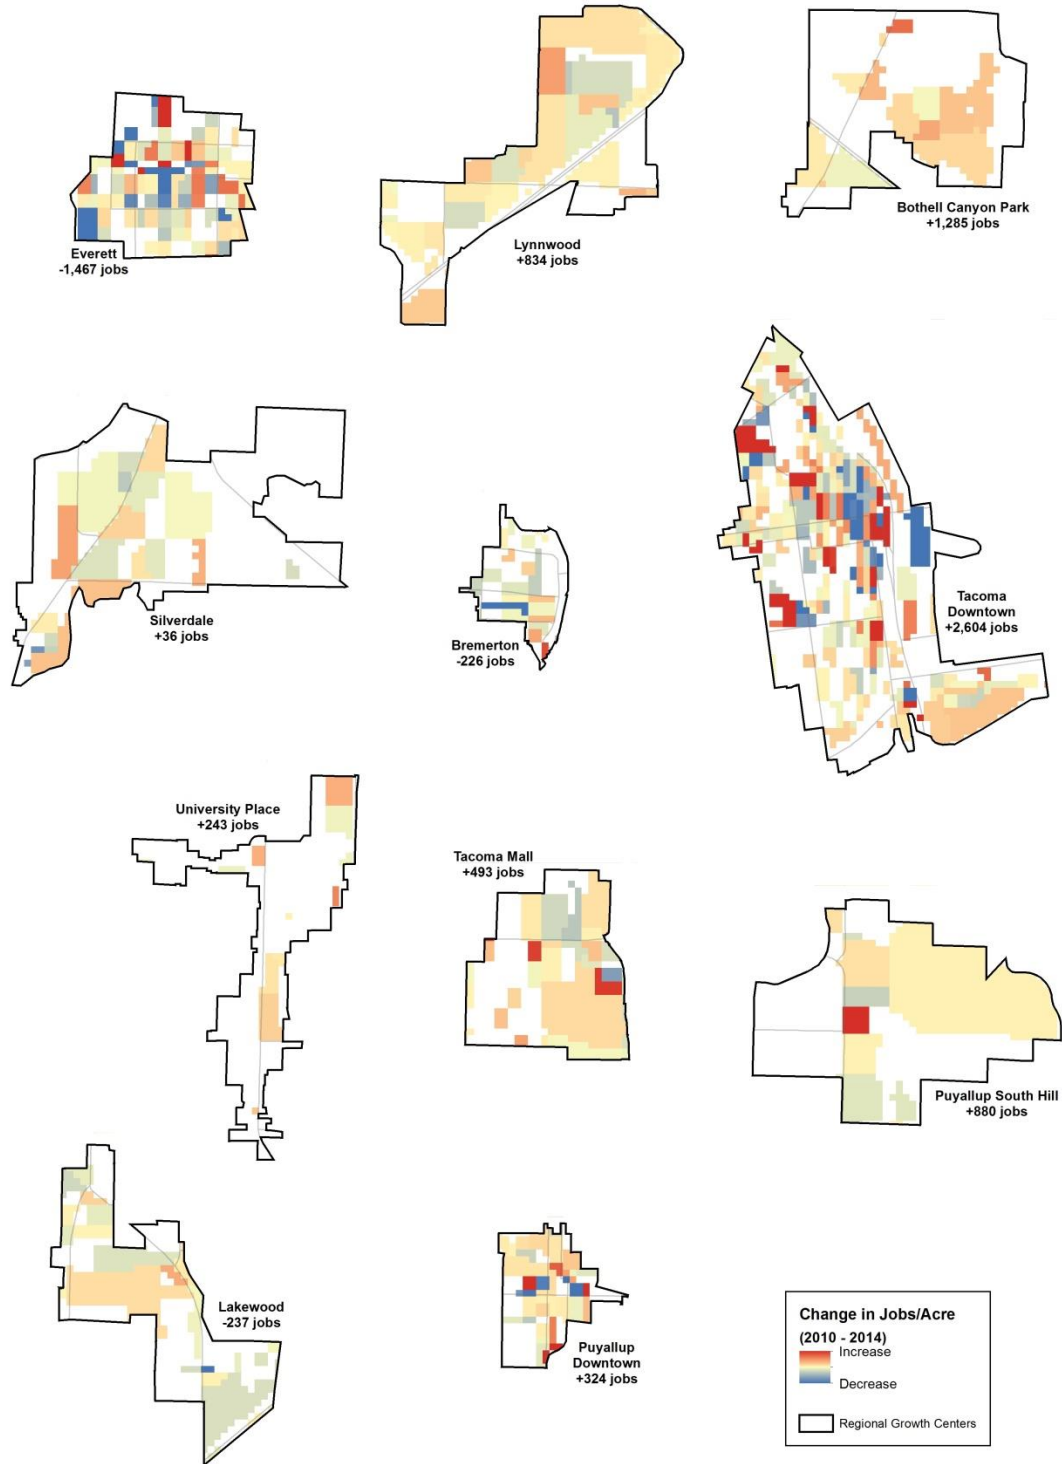 Everett
-1,467 jobs
Lynnwood
+834 jobs
Bothell Canyon Park
+1,285 jobs
Silverdale
+36 jobs
Bremerton
-226 jobs
Tacoma
Downtown
+2,604 jobs
University Place
+243 jobs
Tacoma Mall
+493 jobs
Puyallup South Hill
+880 jobs
Lakewood
-237 jobs
Puyallup
Downtown
+324 jobs
Change in Jobs/Acre
(2010 - 2014)
Increase
Decrease
Regional Growth Centers